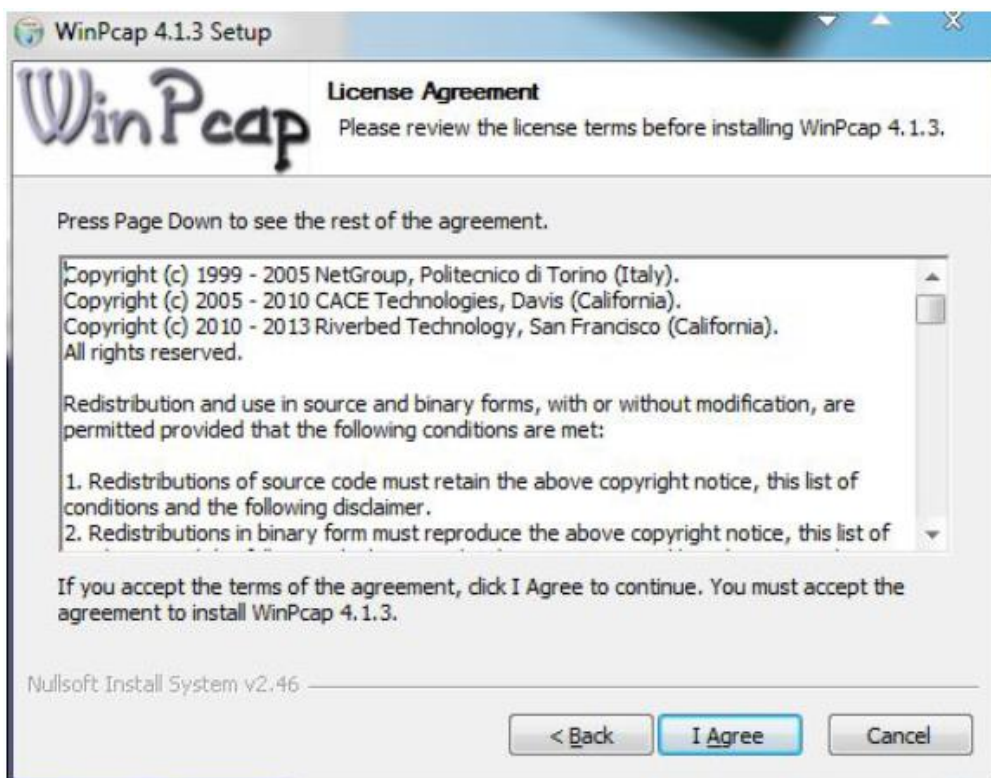 WinPcap 4.1.3 Setup
WinPcap
License Agreement
Please review the license terms before installing WinPcap 4.1.3.
Press Page Down to see the rest of the agreement.
Copyright (c) 1999 - 2005 NetGroup, Politecnico di Torino (Italy).
Copyright (c) 2005 - 2010 CACE Technologies, Davis (California).
Copyright (c) 2010 - 2013 Riverbed Technology, San Francisco (California).
All rights reserved.
Redistribution and use in source and binary forms, with or without modification, are
permitted provided that the following conditions are met:
1. Redistributions of source code must retain the above copyright notice, this list of
conditions and the following disclaimer.
2. Redistributions in binary form must reproduce the above copyright notice, this list of
If you accept the terms of the agreement, click I Agree to continue. You must accept the
agreement to install WinPcap 4.1.3.
Nullsoft Install System v2.46
< Back
I Agree
Cancel